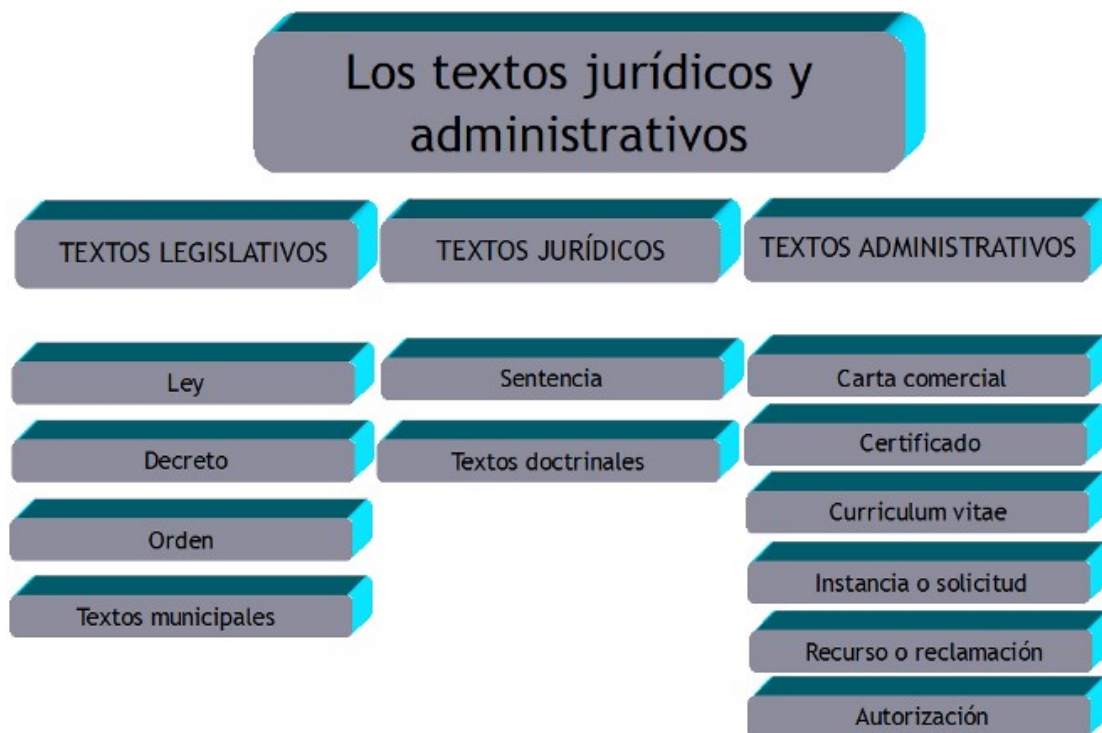 Los textos jurídicos y
administrativos
TEXTOS LEGISLATIVOS
TEXTOS JURÍDICOS
TEXTOS ADMINISTRATIVOS
Ley
Decreto
Orden
Textos municipales
Sentencia
Textos doctrinales
Carta comercial
Certificado
Curriculum vitae
Instancia o solicitud
Recurso o reclamación
Autorización